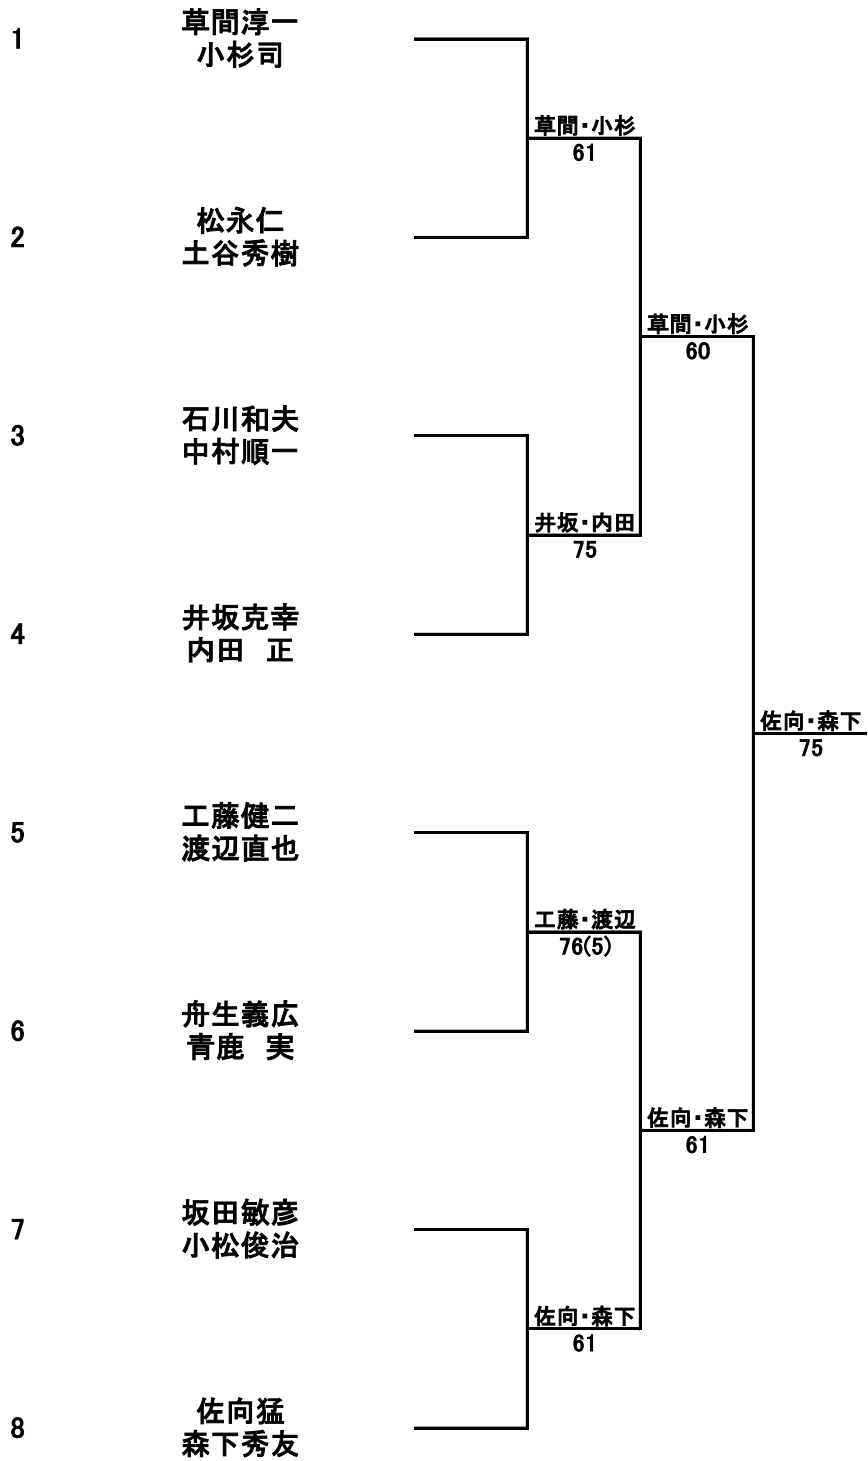 1
草間淳一
小杉司
草間・小杉
61
2
松永仁
土谷秀樹
草間・小杉
60
3
石川和夫
中村順一
井坂・内田
75
4
井坂克幸
内田　正
佐向・森下
75
5
工藤健二
渡辺直也
工藤・渡辺
76(5)
6
舟生義広
青鹿　実
佐向・森下
61
7
坂田敏彦
小松俊治
佐向・森下
61
8
佐向猛
森下秀友